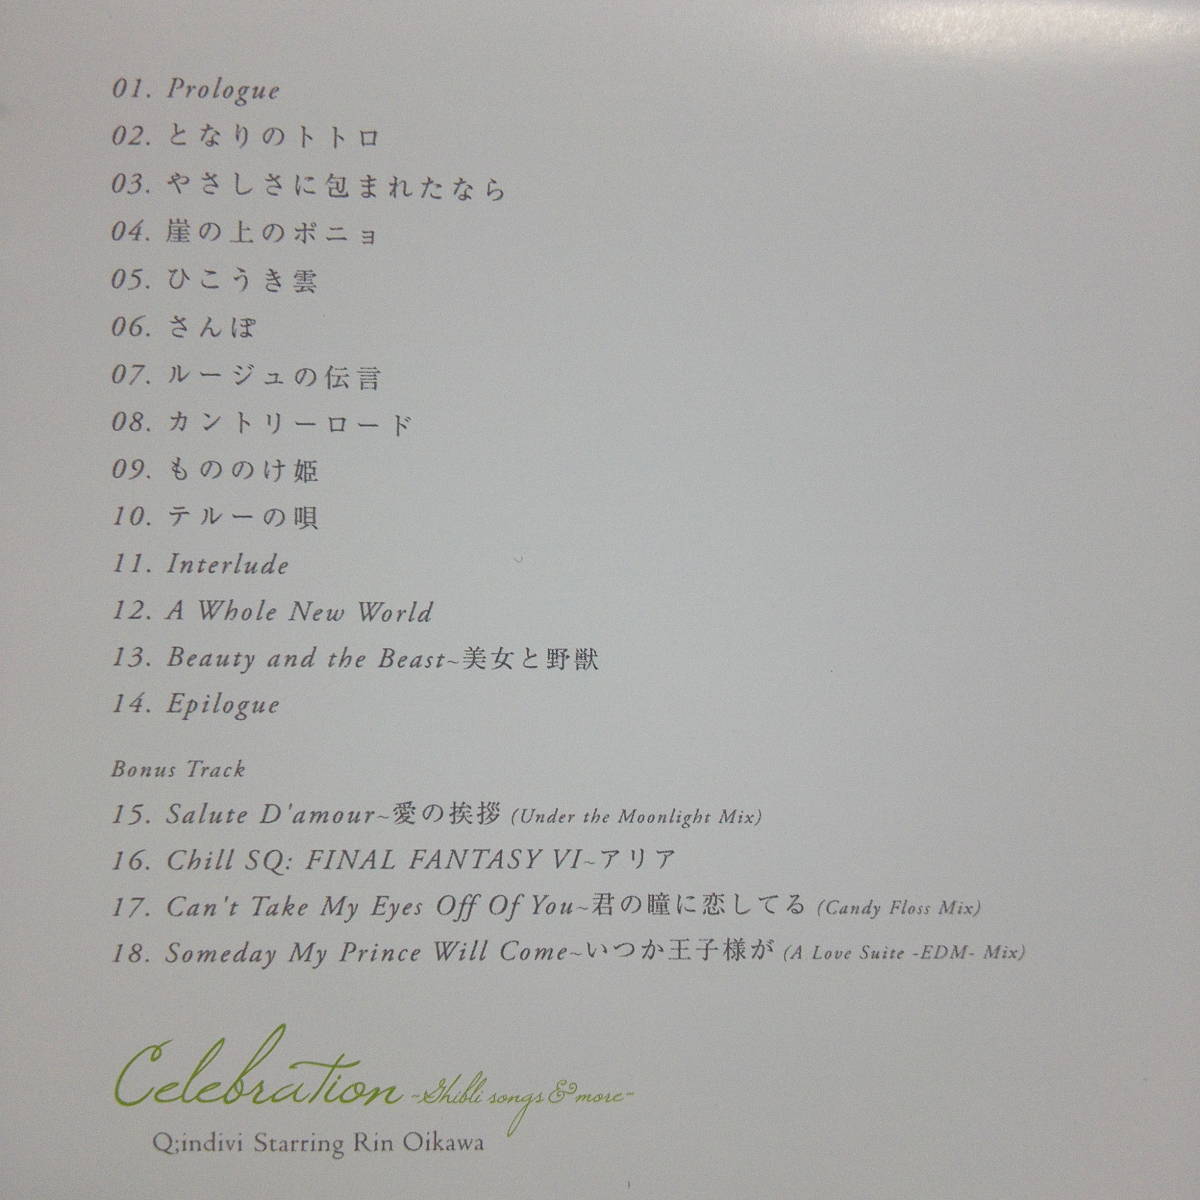 01. Prologue
02. となりのトトロ
03. やさしさに包まれたなら
04. 崖の上のポニョ
05. ひこうき雲
06. さんぽ
07. ルージュの伝言
08. カントリーロード
09. もののけ姫
10. テルーの唄
11. Interlude
12. A Whole New World
13. Beauty and the Beast~美女と野獣
14. Epilogue
Bonus Track
15. Salute D'amour~愛の挨拶 (Under the Moonlight Mix)
16. Chill SQ: FINAL FANTASY VI~アリア
17. Can't Take My Eyes Off Of You~君の瞳に恋してる (Candy Floss Mix)
18. Someday My Prince Will Come~いつか王子様が (A Love Suite -EDM- Mix)
Celebration -Ghibli songs & more-
Q;indivi Starring Rin Oikawa